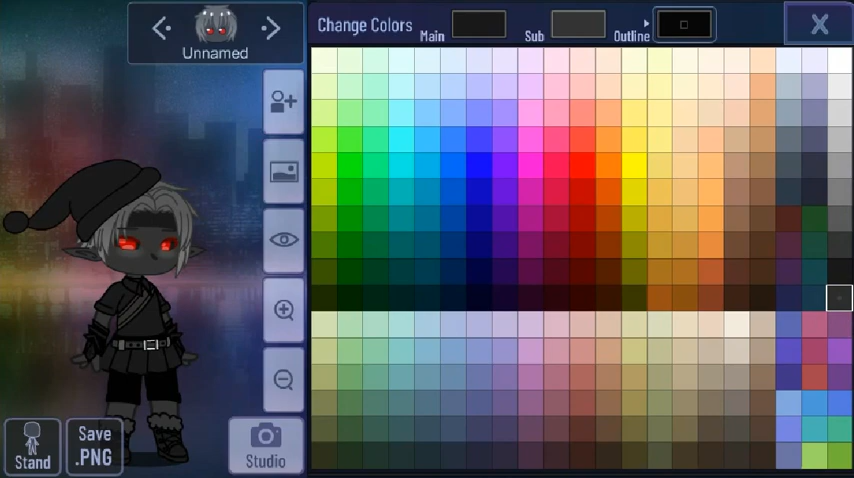 Unnamed
Change Colors
Main
Sub
Outline
X
Stand
Save
.PNG
Studio